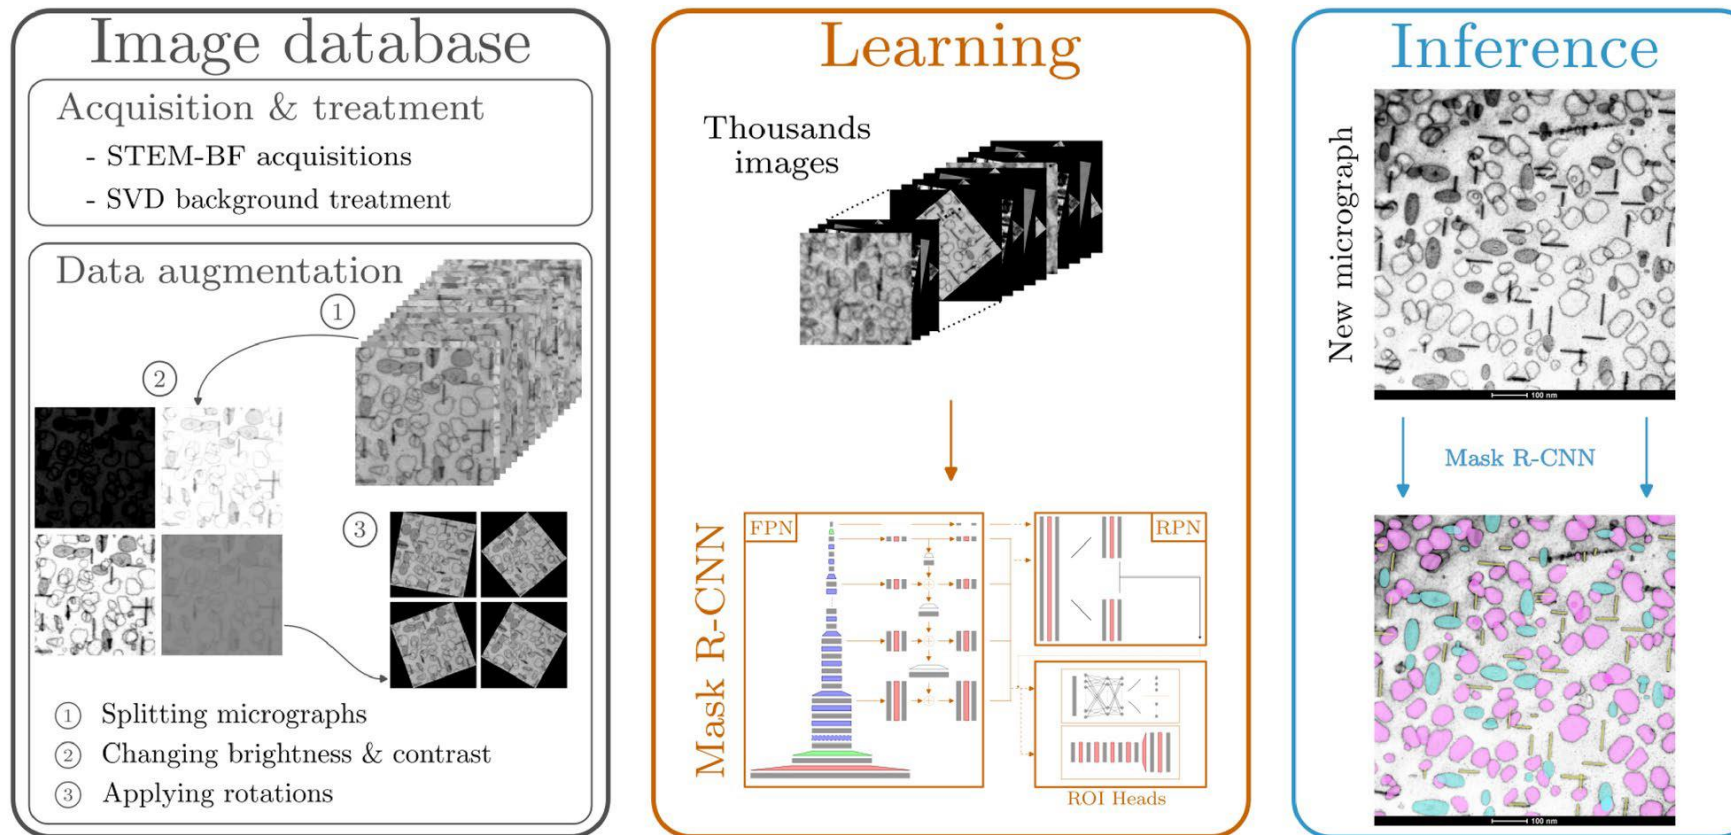 Image database
Acquisition & treatment
- STEM-BF acquisitions
- SVD background treatment
Data augmentation
1
2
3
1 Splitting micrographs
2 Changing brightness & contrast
3 Applying rotations
Learning
Thousands
images
Mask R-CNN
FPN
RPN
ROI Heads
Inference
New micrograph
100 nm
Mask R-CNN
100 nm